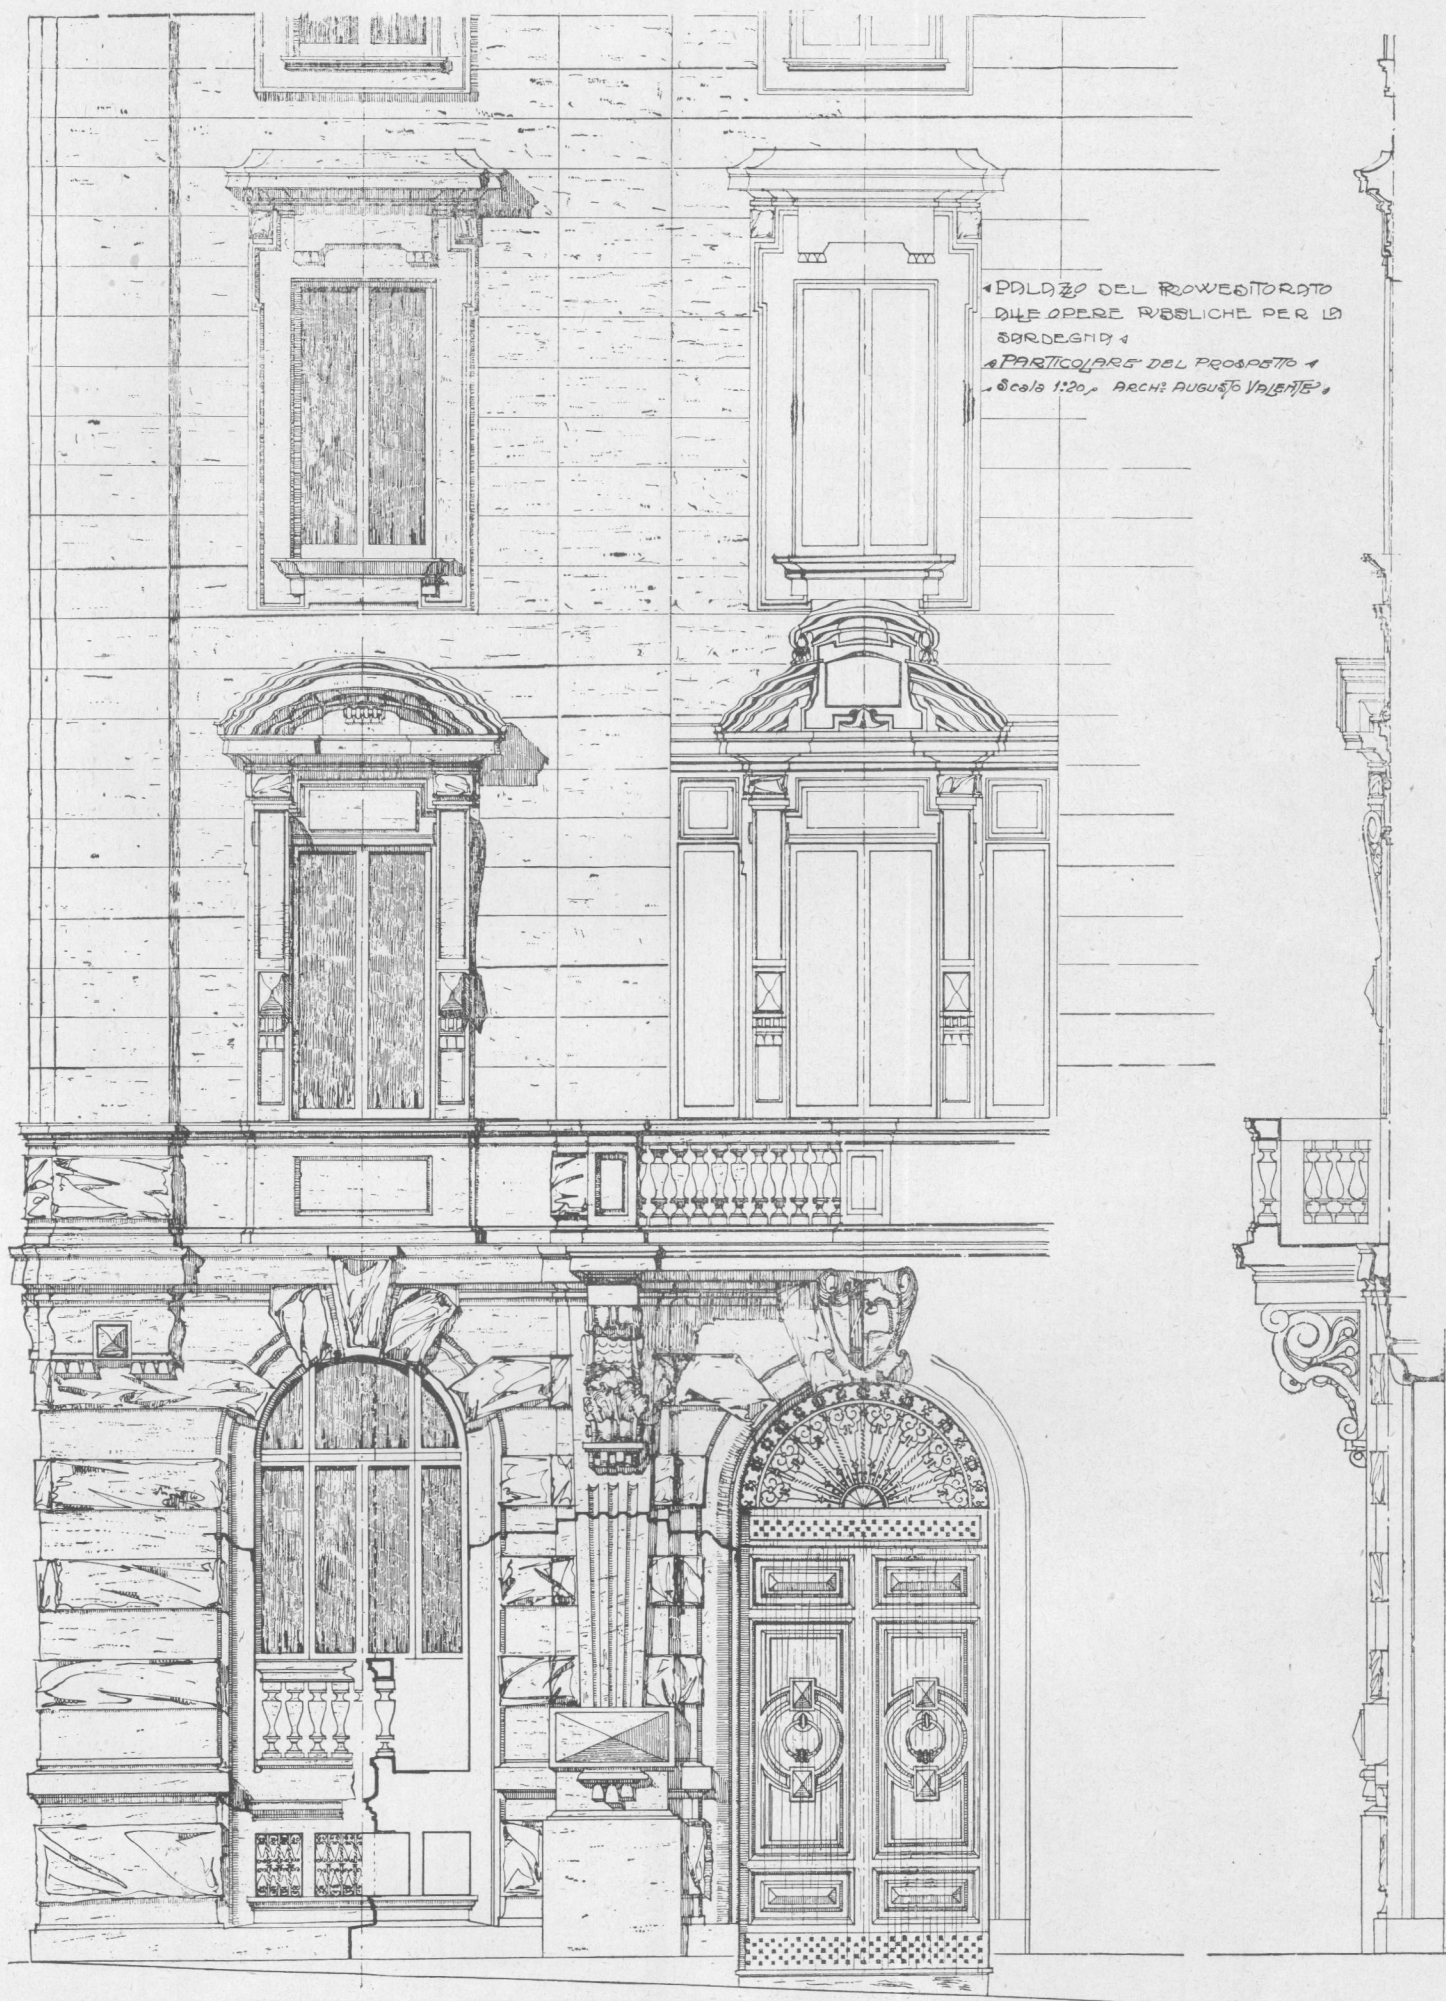 PALAZZO DEL PROVVEDITORATO
ALLE OPERE PUBBLICHE PER LA
SARDEGNA
PARTICOLARE DEL PROSPETTO
Scala 1:20 ARCH: AUGUSTO VALENTE